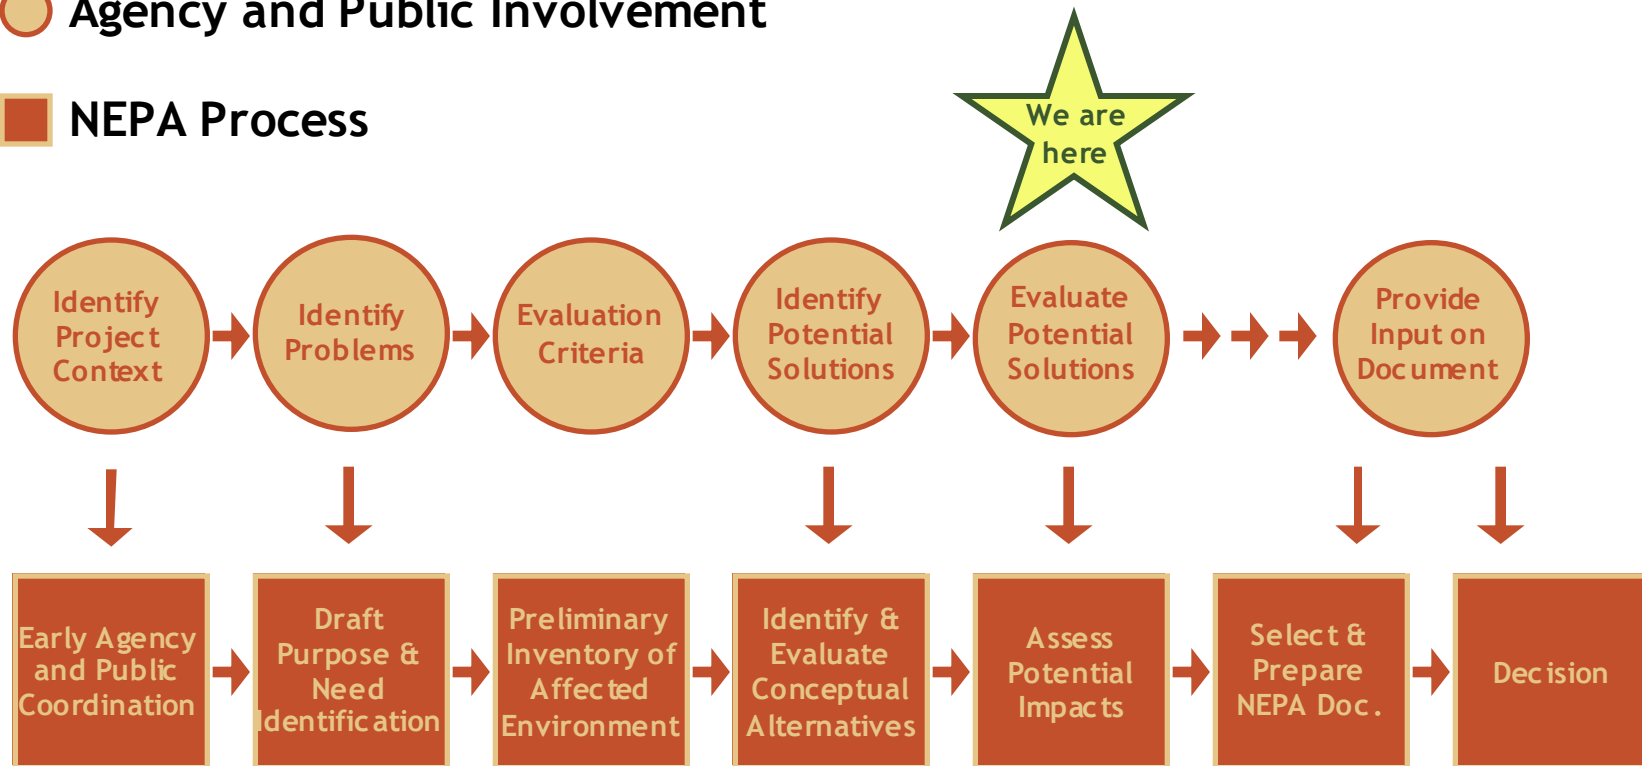 Agency and Public Involvement
NEPA Process
We are
here
Identify
Project
Context
Identify
Problems
Evaluation
Criteria
Identify
Potential
Solutions
Evaluate
Potential
Solutions
Provide
Input on
Document
Early Agency
and Public
Coordination
Draft
Purpose &
Need
Identification
Preliminary
Inventory of
Affected
Environment
Identify &
Evaluate
Conceptual
Alternatives
Assess
Potential
Impacts
Select &
Prepare
NEPA Doc.
Decision